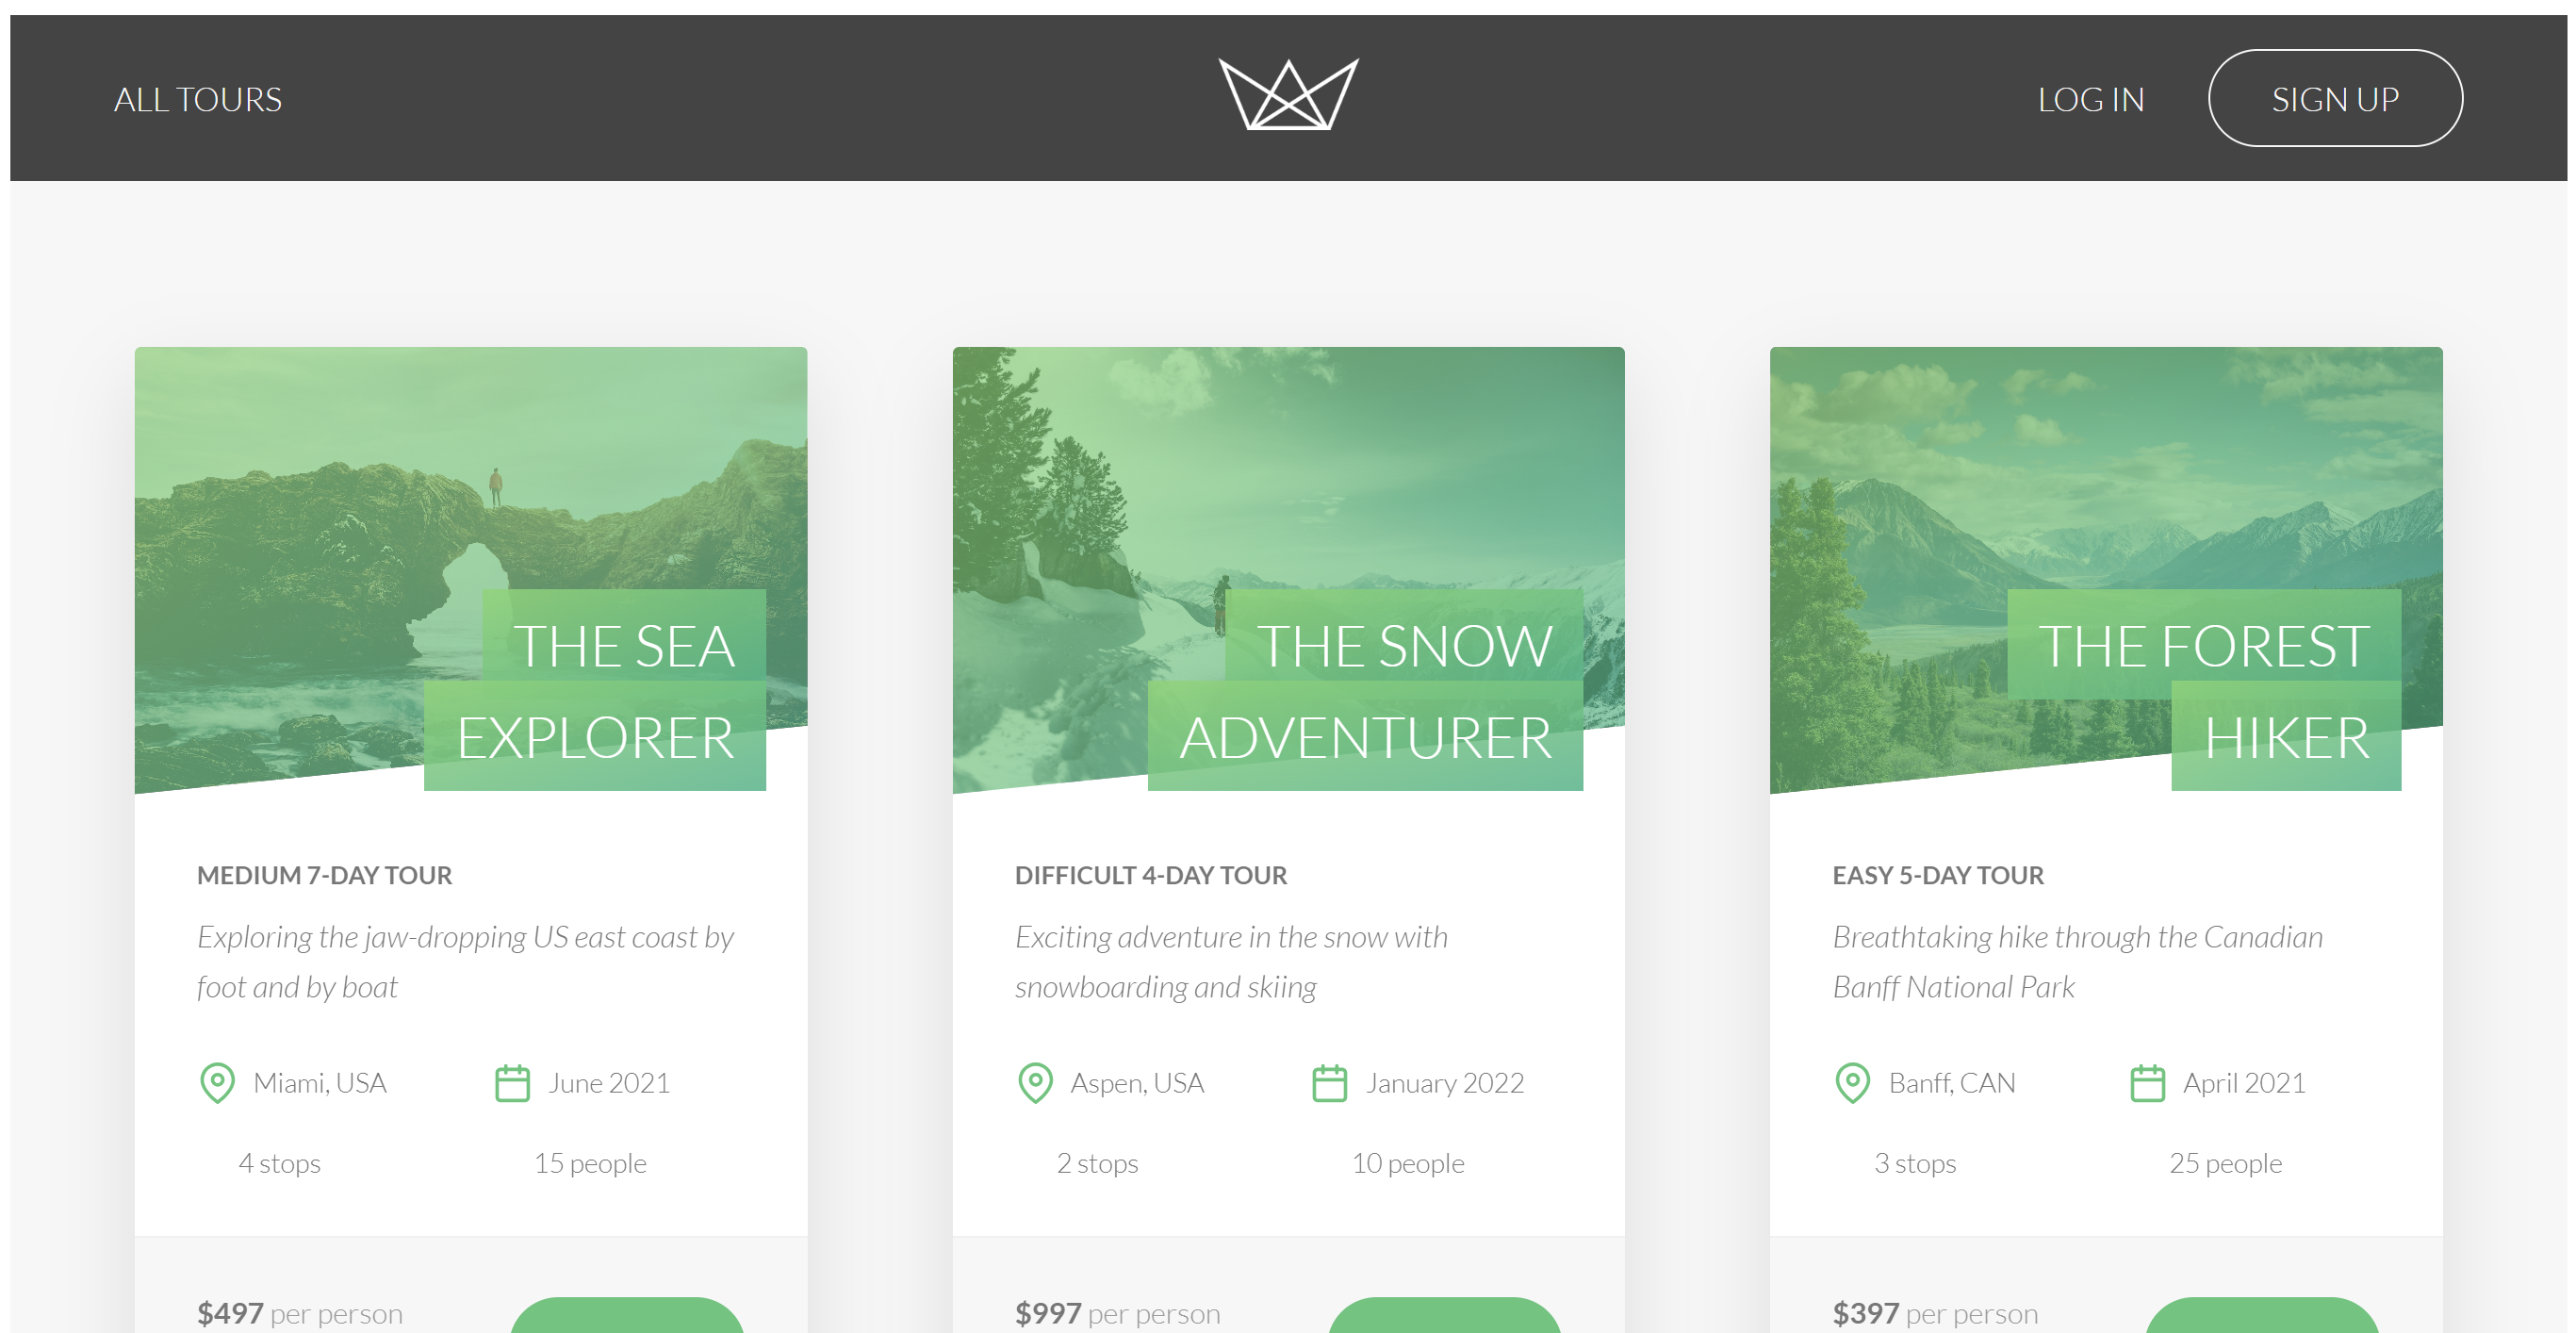 ALL TOURS
LOG IN
SIGN UP
THE SEA
EXPLORER
MEDIUM 7-DAY TOUR
Exploring the jaw-dropping US east coast by
foot and by boat
Miami, USA
June 2021
4 stops
15 people
$497 per person
THE SNOW
ADVENTURER
DIFFICULT 4-DAY TOUR
Exciting adventure in the snow with
snowboarding and skiing
Aspen, USA
January 2022
2 stops
10 people
$997 per person
THE FOREST
HIKER
EASY 5-DAY TOUR
Breathtaking hike through the Canadian
Banff National Park
Banff, CAN
April 2021
3 stops
25 people
$397 per person